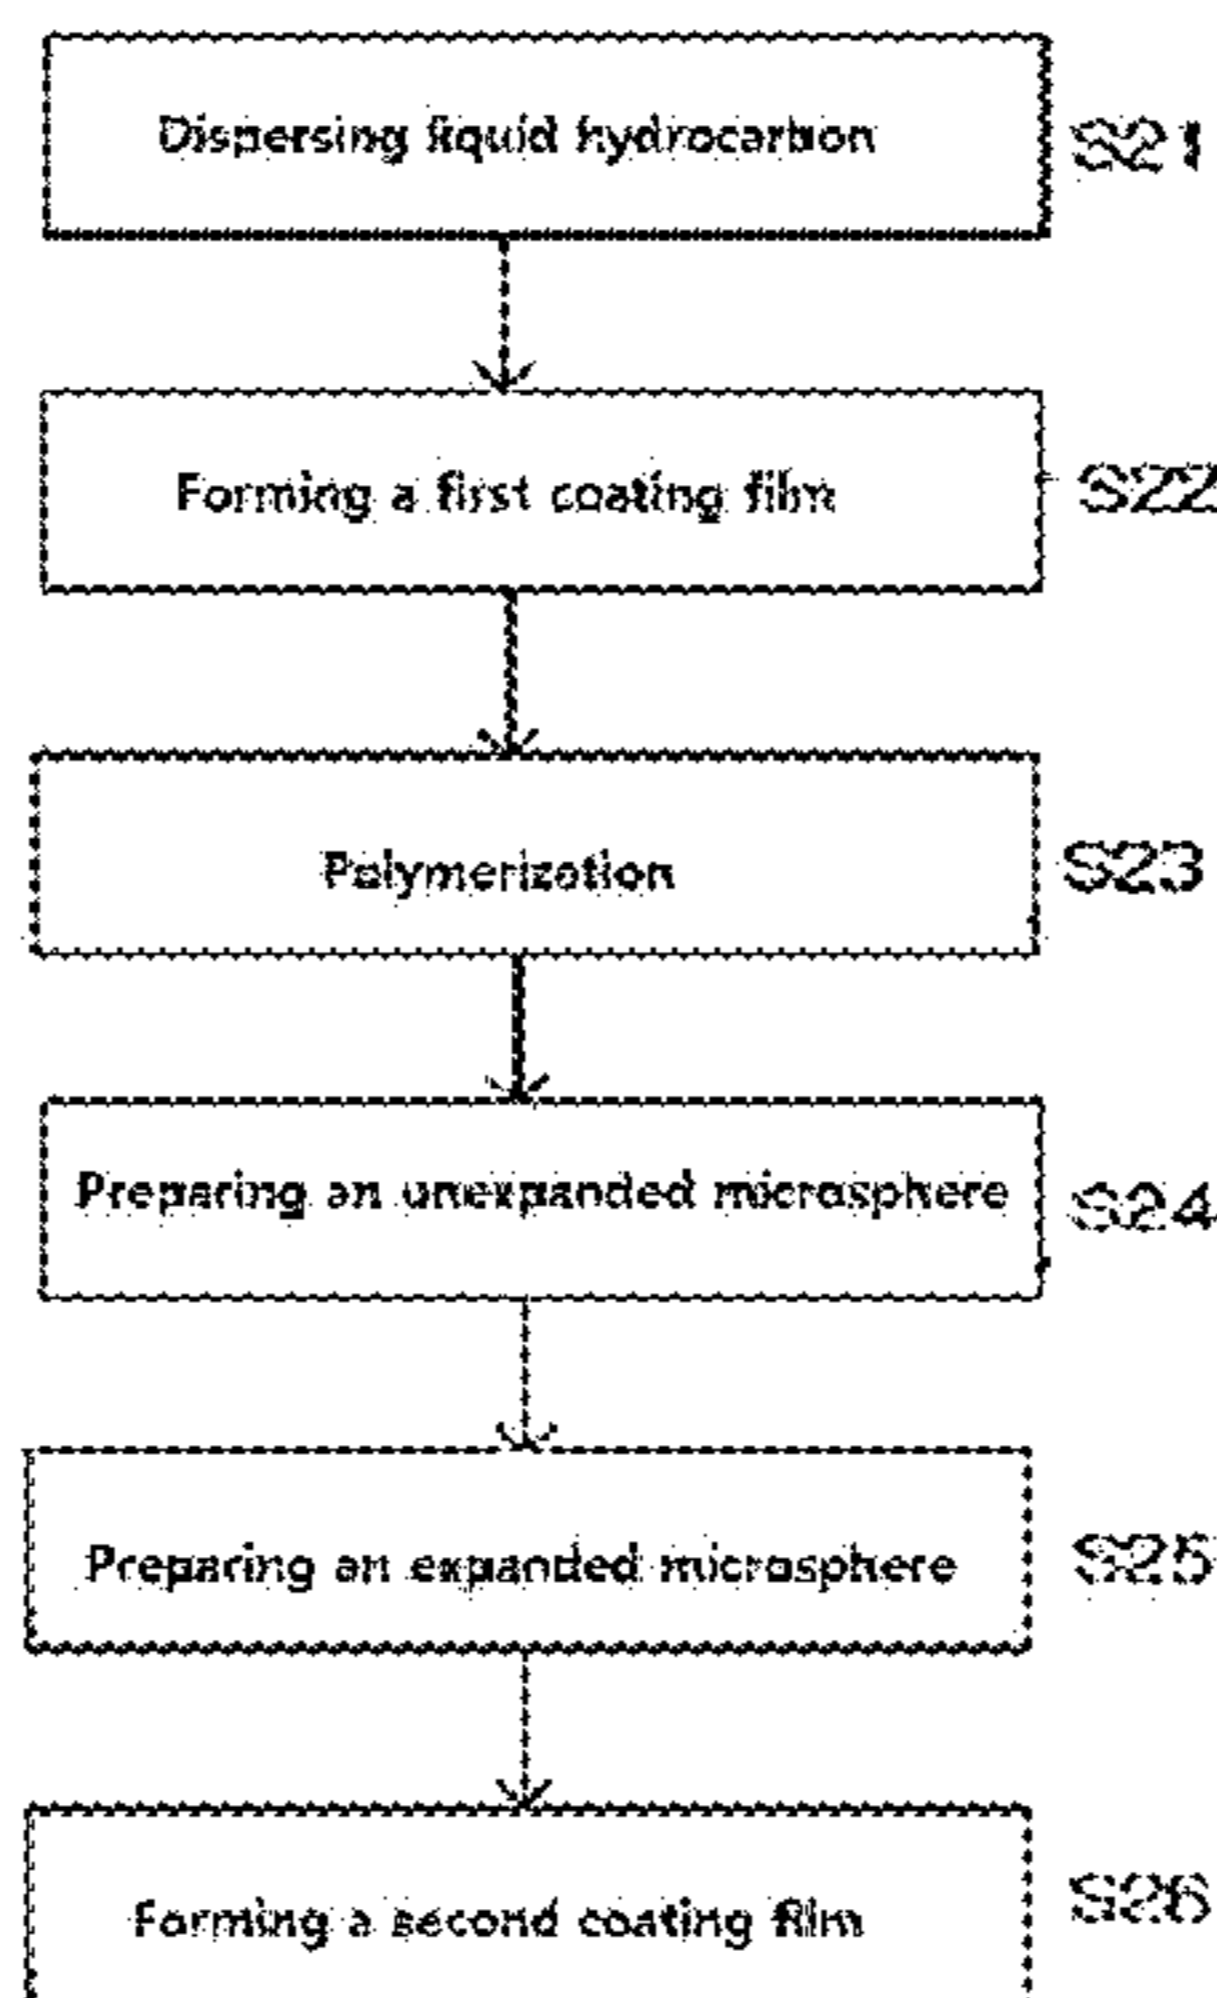 Dispersing liquid hydrocarbon S21
Forming a first coating film S22
Polymerization S23
Preparing an unexpanded microsphere S24
Preparing an expanded microsphere S25
Forming a second coating film S26